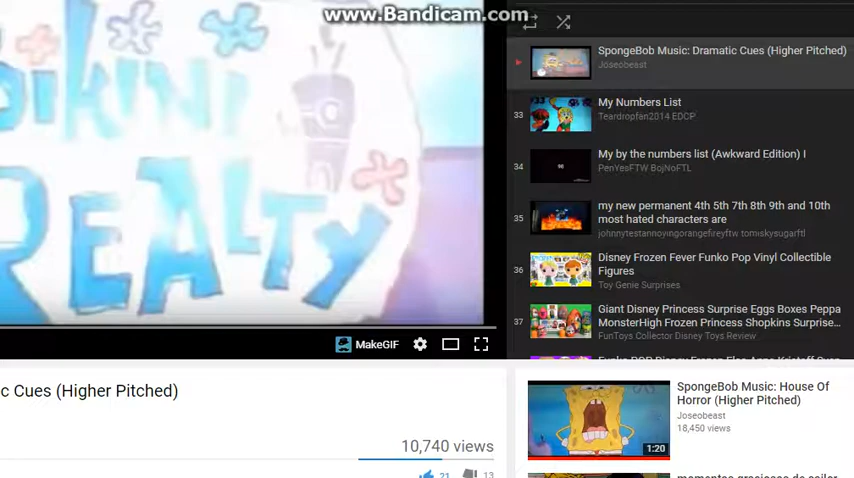 www.Bandicam.com
BIKINI
REALTY
SpongeBob Music: Dramatic Cues (Higher Pitched)
Joseobeast
33
My Numbers List
Teardropfan2014 EDCP
34
My by the numbers list (Awkward Edition) I
PenYesFTW BojNoFTL
35
my new permanent 4th 5th 7th 8th 9th and 10th
most hated characters are
johnnytestannoyingorangefireyftw tomiskysugarftl
36
Disney Frozen Fever Funko Pop Vinyl Collectible
Figures
Toy Genie Surprises
37
Giant Disney Princess Surprise Eggs Boxes Peppa
MonsterHigh Frozen Princess Shopkins Surprise...
FunToys Collector Disney Toys Review
MakeGIF
c Cues (Higher Pitched)
10,740 views
21
13
1:20
SpongeBob Music: House Of
Horror (Higher Pitched)
Joseobeast
18,450 views